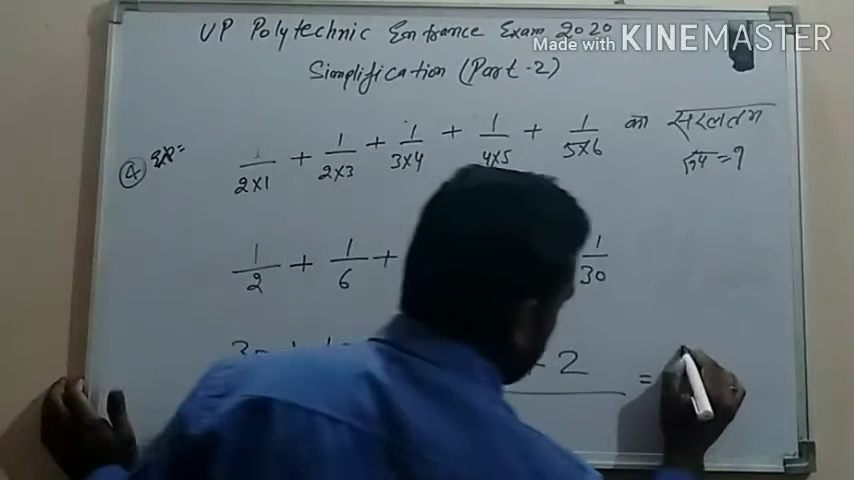 UP Polytechnic Entrance Exam 2020
Made with KINEMASTER
Simplification (Part-2)
Q 4 1/2×1 + 1/2×3 + 1/3×4 + 1/4×5 + 1/5×6 का सरलतम
रूप = ?
1/2 + 1/6 + 1/30
2 =